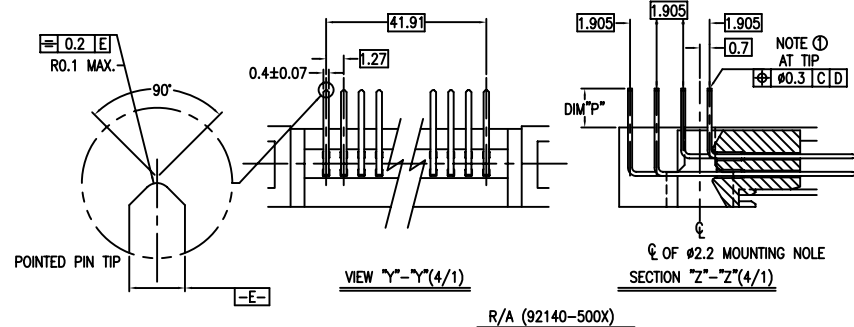 ⌯ 0.2 E
R0.1 MAX.
90°
POINTED PIN TIP
-E-
41.91
1.27
0.4±0.07
VIEW "Y"-"Y"(4/1)
1.905
1.905
1.905
0.7
NOTE ①
AT TIP
⌖ ø0.3 C D
DIM"P"
℄
℄ OF ø2.2 MOUNTING NOLE
SECTION "Z"-"Z"(4/1)
R/A (92140-500X)